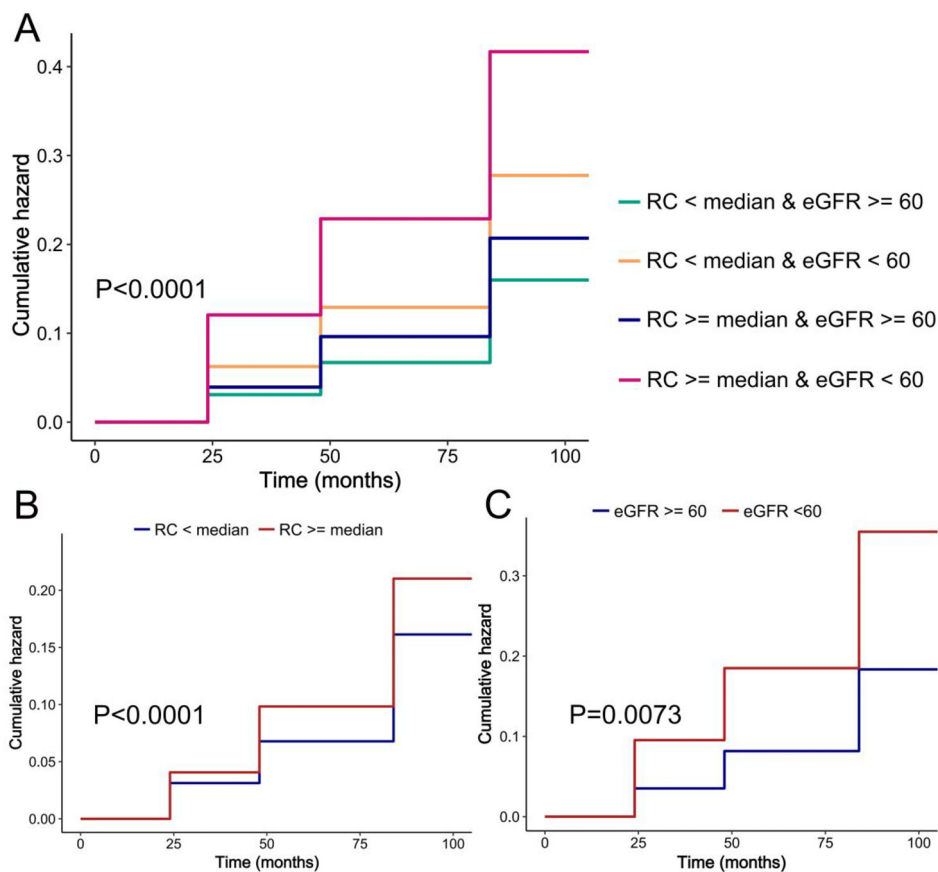 A
Cumulative hazard
0.4
0.3
0.2
0.1
0.0
P<0.0001
0 25 50 75 100
Time (months)
RC < median & eGFR >= 60
RC < median & eGFR < 60
RC >= median & eGFR >= 60
RC >= median & eGFR < 60
B
RC < median RC >= median
Cumulative hazard
0.20
0.15
0.10
0.05
0.00
P<0.0001
0 25 50 75 100
Time (months)
C
eGFR >= 60 eGFR <60
Cumulative hazard
0.3
0.2
0.1
0.0
P=0.0073
0 25 50 75 100
Time (months)